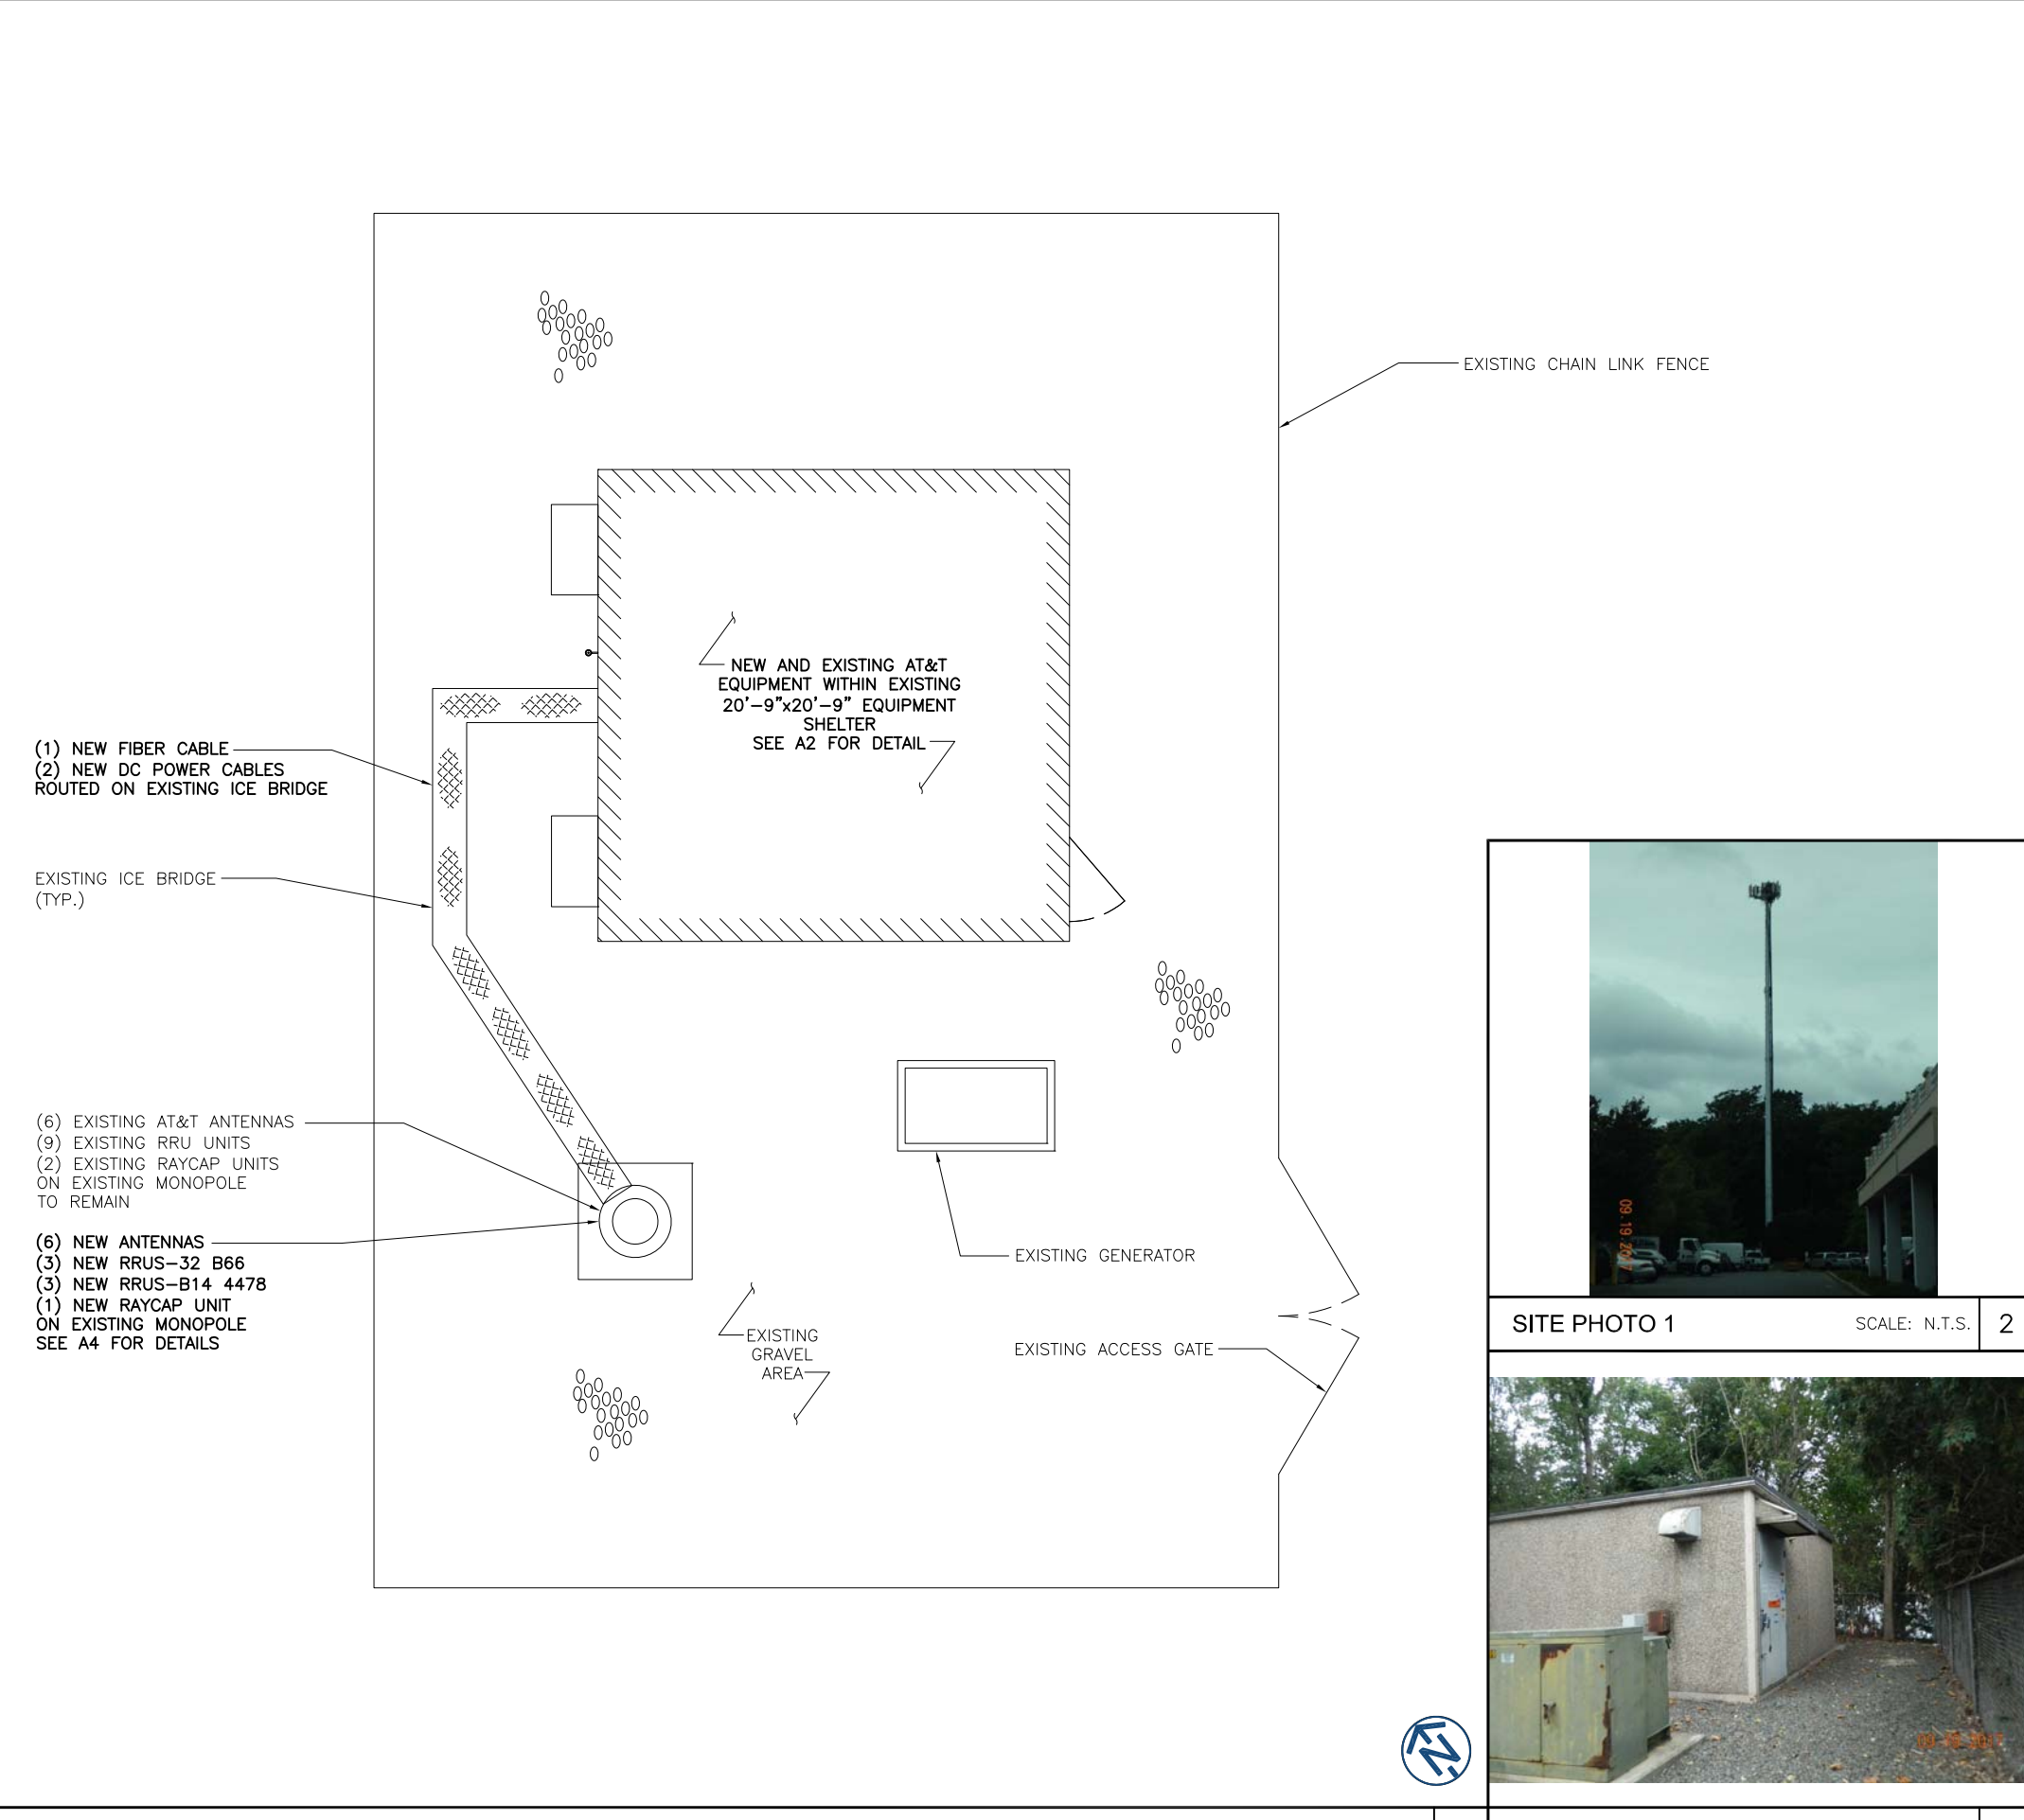 EXISTING CHAIN LINK FENCE
NEW AND EXISTING AT&T
EQUIPMENT WITHIN EXISTING
20'-9"x20'-9" EQUIPMENT
SHELTER
SEE A2 FOR DETAIL
(1) NEW FIBER CABLE
(2) NEW DC POWER CABLES
ROUTED ON EXISTING ICE BRIDGE
EXISTING ICE BRIDGE
(TYP.)
(6) EXISTING AT&T ANTENNAS
(9) EXISTING RRU UNITS
(2) EXISTING RAYCAP UNITS
ON EXISTING MONOPOLE
TO REMAIN
(6) NEW ANTENNAS
(3) NEW RRUS-32 B66
(3) NEW RRUS-B14 4478
(1) NEW RAYCAP UNIT
ON EXISTING MONOPOLE
SEE A4 FOR DETAILS
EXISTING GENERATOR
EXISTING
GRAVEL
AREA
EXISTING ACCESS GATE
N
09.19.2017
SITE PHOTO 1
SCALE: N.T.S.
2